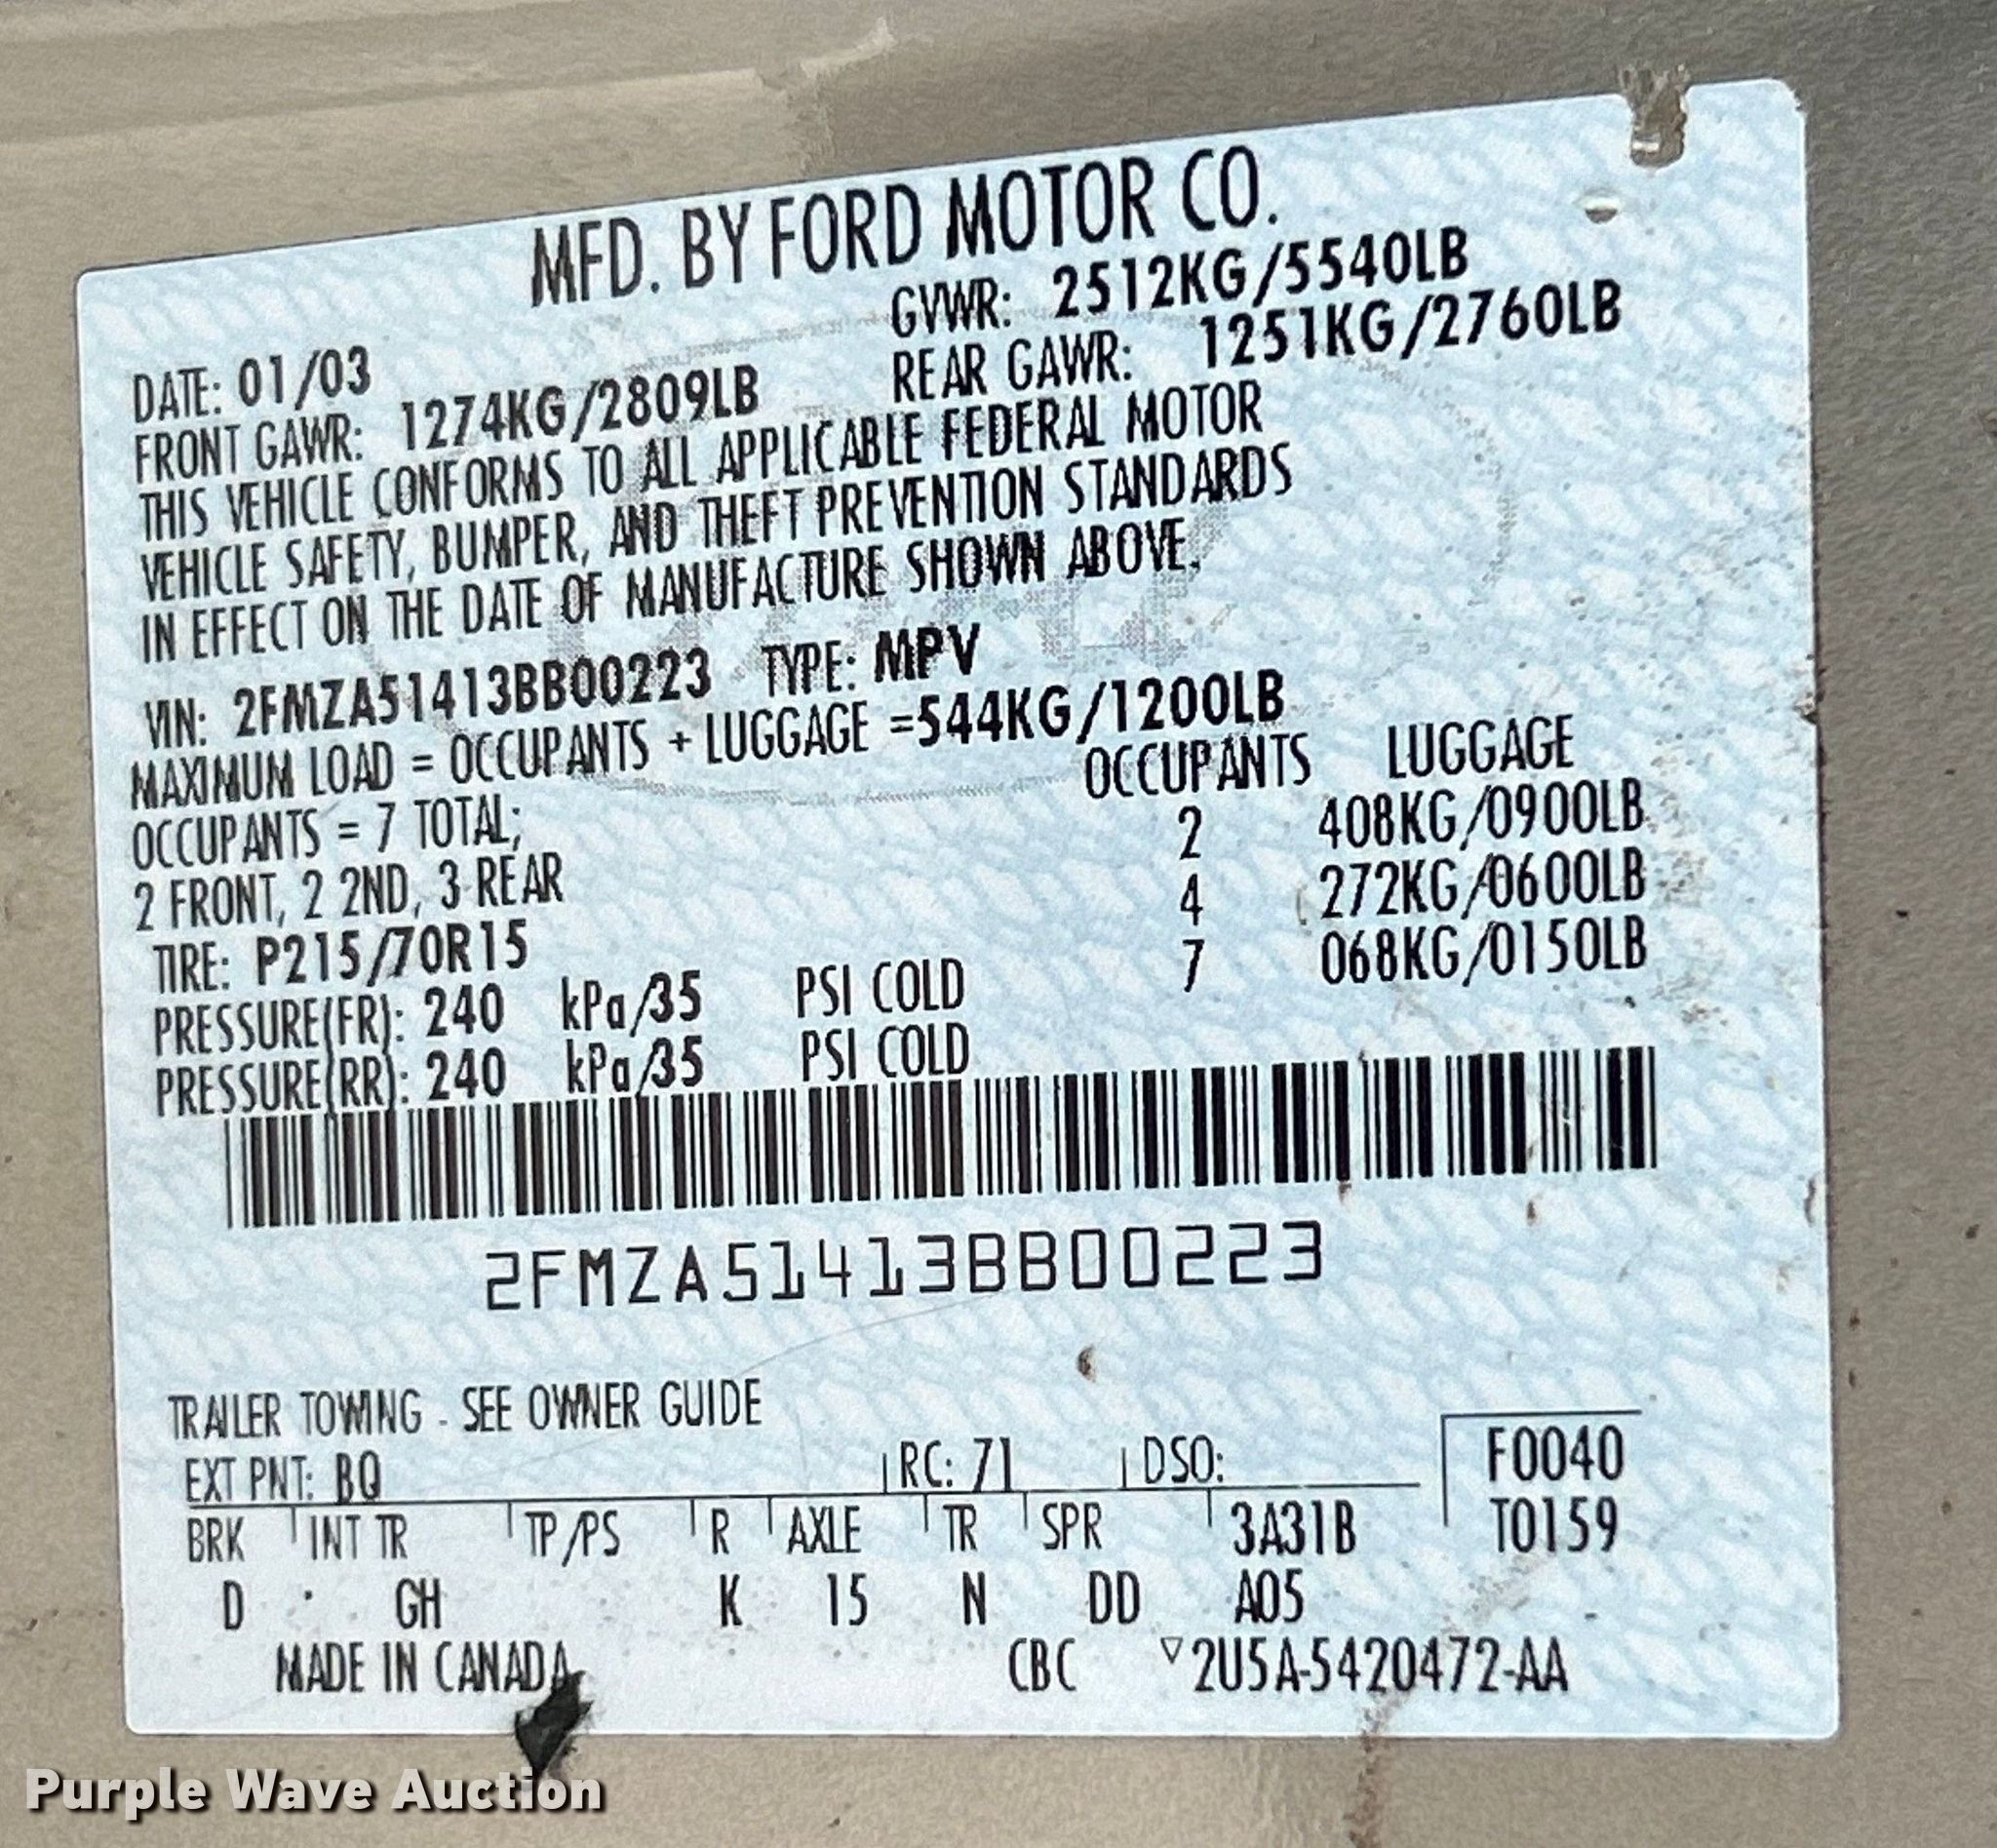 MFD. BY FORD MOTOR CO.
DATE: 01/03 GVWR: 2512KG/5540LB
FRONT GAWR: 1274KG/2809LB REAR GAWR: 1251KG/2760LB
THIS VEHICLE CONFORMS TO ALL APPLICABLE FEDERAL MOTOR
VEHICLE SAFETY, BUMPER, AND THEFT PREVENTION STANDARDS
IN EFFECT ON THE DATE OF MANUFACTURE SHOWN ABOVE.
VIN: 2FMZA51413BB00223 TYPE: MPV
MAXIMUM LOAD = OCCUPANTS + LUGGAGE =544KG/1200LB
OCCUPANTS = 7 TOTAL; OCCUPANTS LUGGAGE
2 FRONT, 2 2ND, 3 REAR 2 408KG/0900LB
TIRE: P215/70R15 4 272KG/0600LB
PRESSURE(FR): 240 kPa/35 PSI COLD 7 068KG/0150LB
PRESSURE(RR): 240 kPa/35 PSI COLD
2FMZA51413BB00223
TRAILER TOWING - SEE OWNER GUIDE
EXT PNT: BQ RC: 71 DSO: F0040
BRK INT TR TP/PS R AXLE TR SPR 3A31B T0159
D GH K 15 N DD A05
MADE IN CANADA CBC ▽2U5A-5420472-AA
Purple Wave Auction